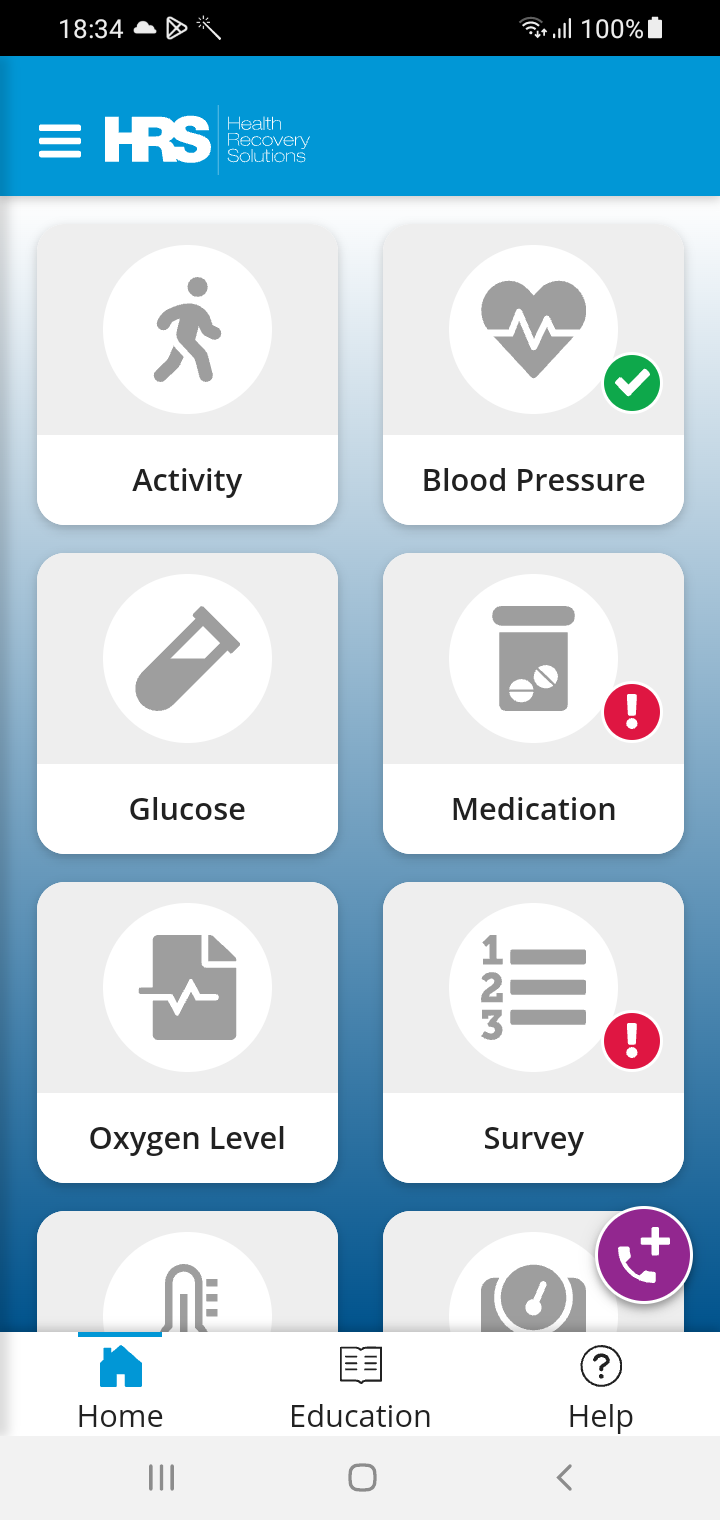 18:34
100%
HRS
Health
Recovery
Solutions
Activity
Blood Pressure
Glucose
Medication
1
2
3
Oxygen Level
Survey
Home
Education
Help